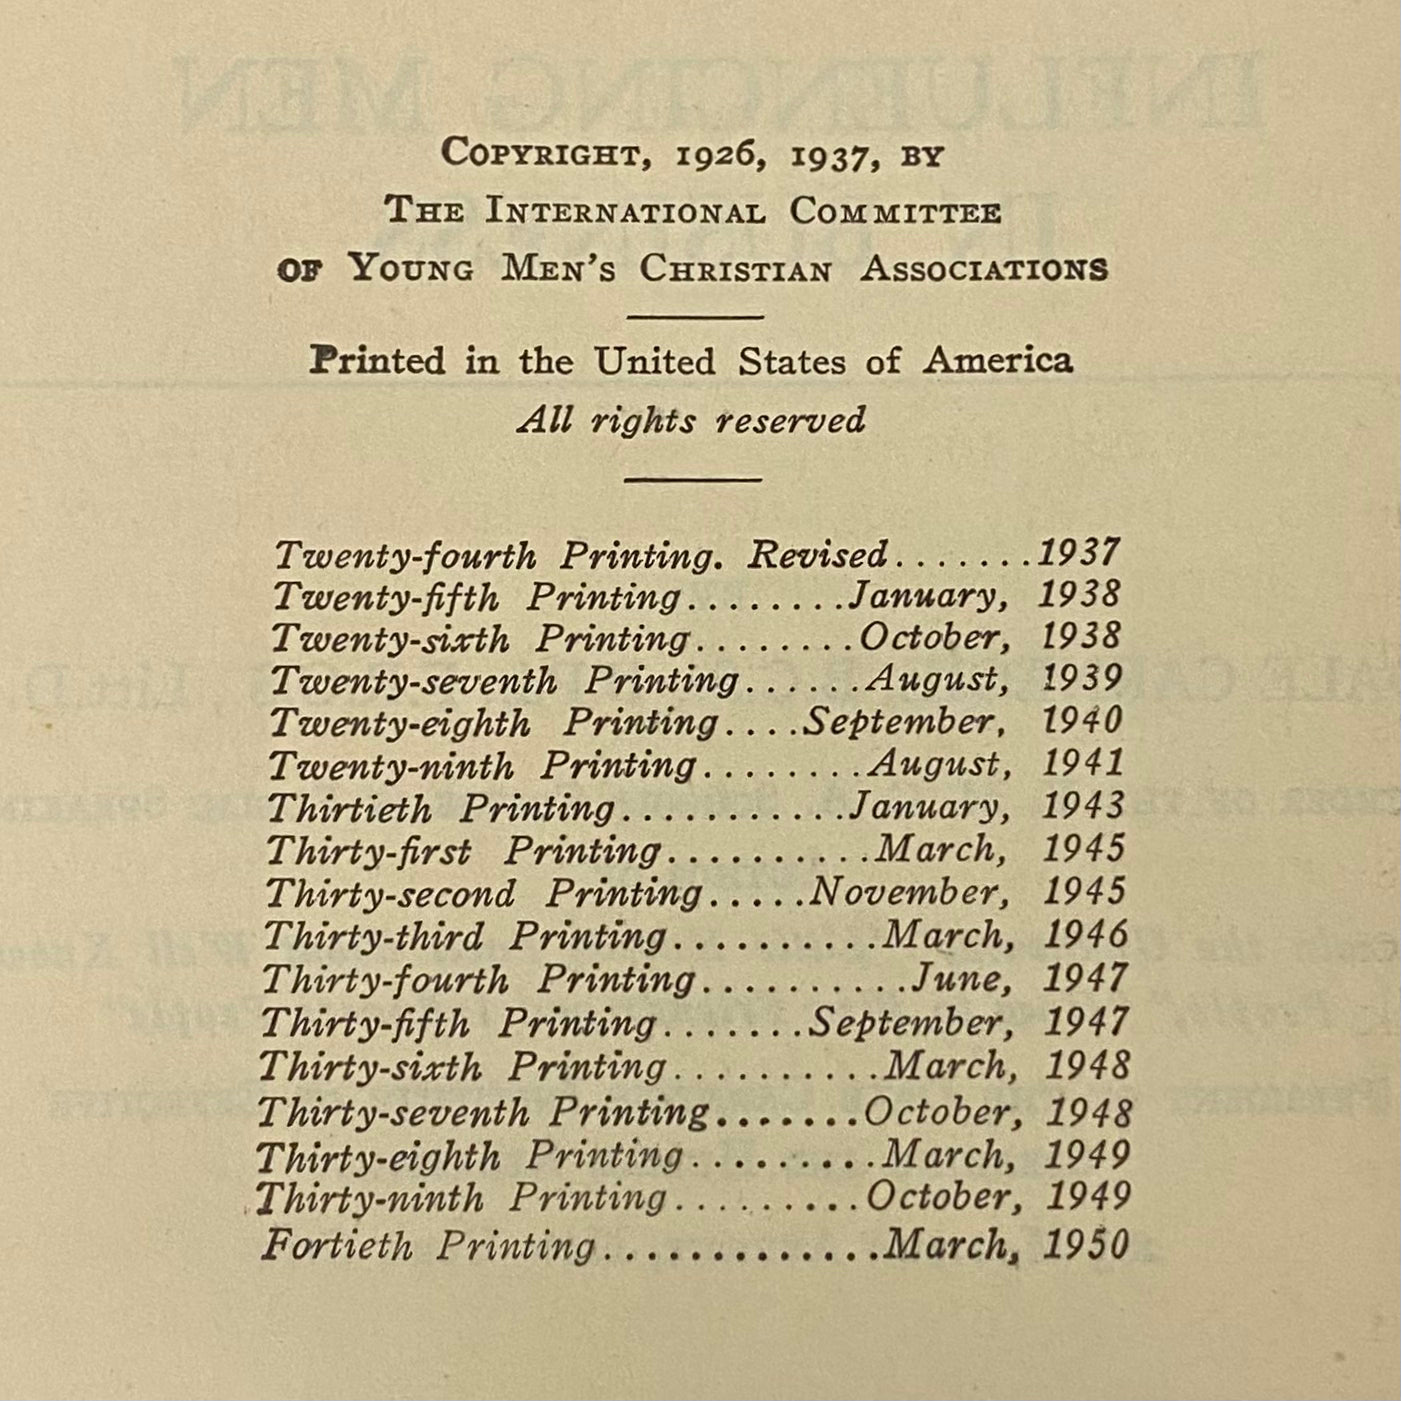 COPYRIGHT, 1926, 1937, BY
THE INTERNATIONAL COMMITTEE
OF YOUNG MEN'S CHRISTIAN ASSOCIATIONS
Printed in the United States of America
All rights reserved
Twenty-fourth Printing. Revised.......1937
Twenty-fifth Printing........January, 1938
Twenty-sixth Printing........October, 1938
Twenty-seventh Printing......August, 1939
Twenty-eighth Printing....September, 1940
Twenty-ninth Printing........August, 1941
Thirtieth Printing...........January, 1943
Thirty-first Printing..........March, 1945
Thirty-second Printing.....November, 1945
Thirty-third Printing..........March, 1946
Thirty-fourth Printing..........June, 1947
Thirty-fifth Printing.......September, 1947
Thirty-sixth Printing..........March, 1948
Thirty-seventh Printing.......October, 1948
Thirty-eighth Printing.........March, 1949
Thirty-ninth Printing.........October, 1949
Fortieth Printing.............March, 1950